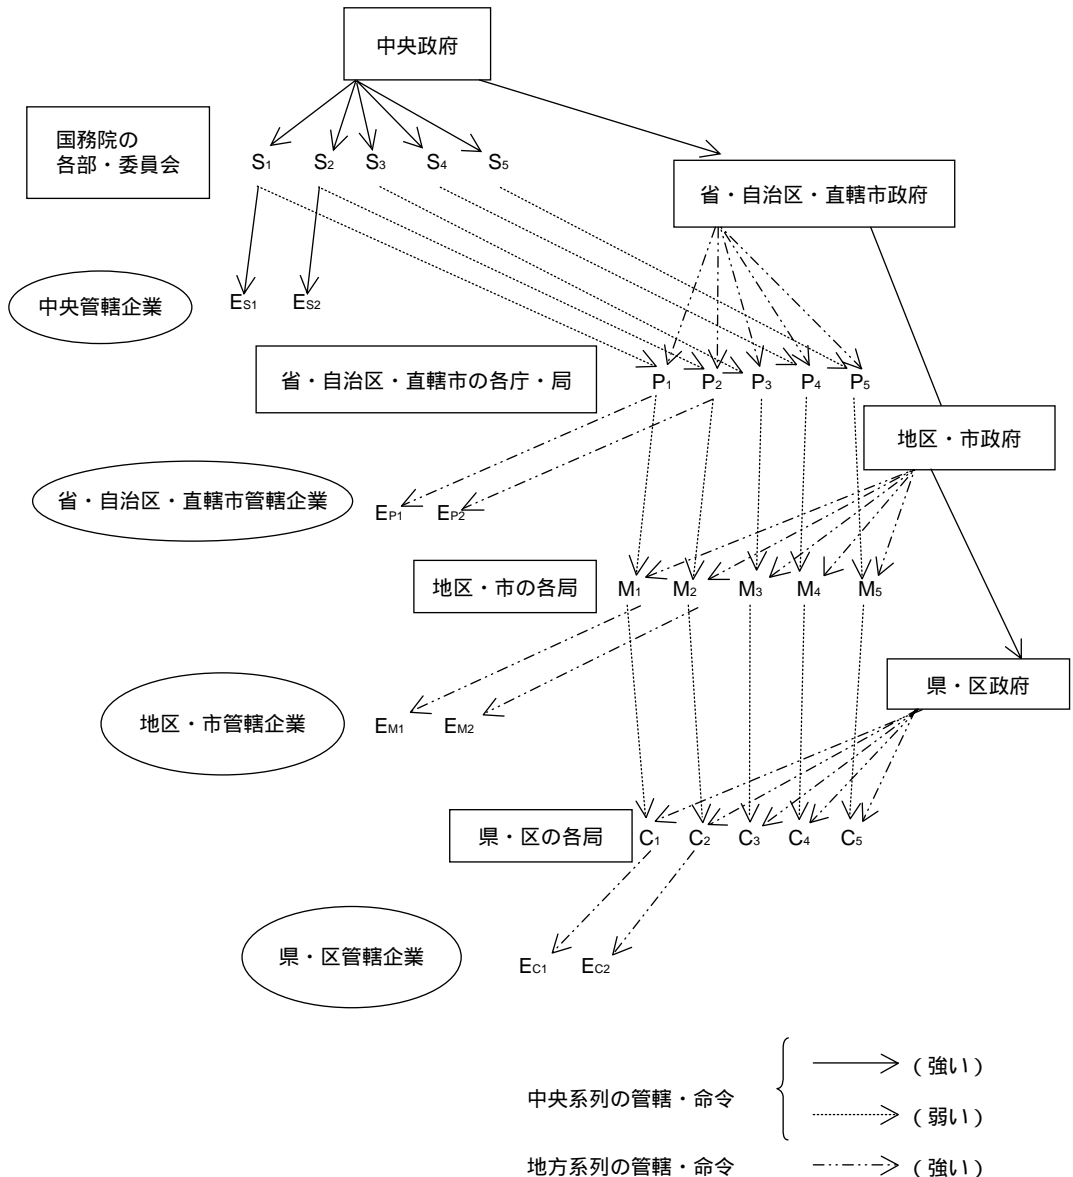 中央政府
国務院の
各部・委員会
S1 S2 S3 S4 S5
省・自治区・直轄市政府
中央管轄企業
ES1 ES2
省・自治区・直轄市の各庁・局
P1 P2 P3 P4 P5
地区・市政府
省・自治区・直轄市管轄企業
EP1 EP2
地区・市の各局
M1 M2 M3 M4 M5
県・区政府
地区・市管轄企業
EM1 EM2
県・区の各局
C1 C2 C3 C4 C5
県・区管轄企業
EC1 EC2
(強い)
中央系列の管轄・命令
(弱い)
地方系列の管轄・命令 (強い)